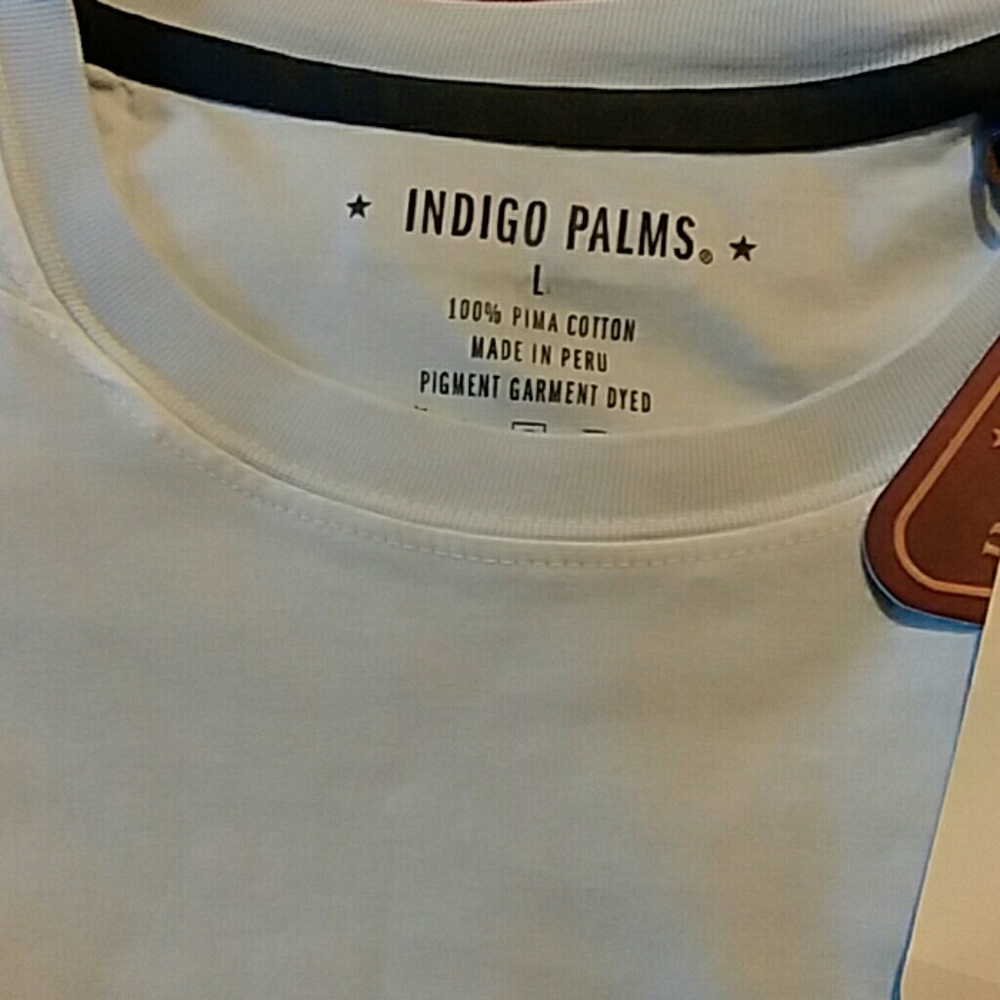 ★ INDIGO PALMS® ★
L
100% PIMA COTTON
MADE IN PERU
PIGMENT GARMENT DYED